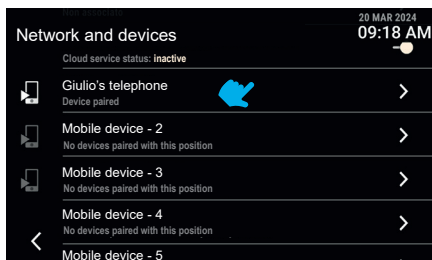 Non associato
20 MAR 2024
Network and devices
09:18 AM
Cloud service status: inactive
Giulio's telephone
Device paired
Mobile device - 2
No devices paired with this position
Mobile device - 3
No devices paired with this position
Mobile device - 4
No devices paired with this position
Mobile device - 5